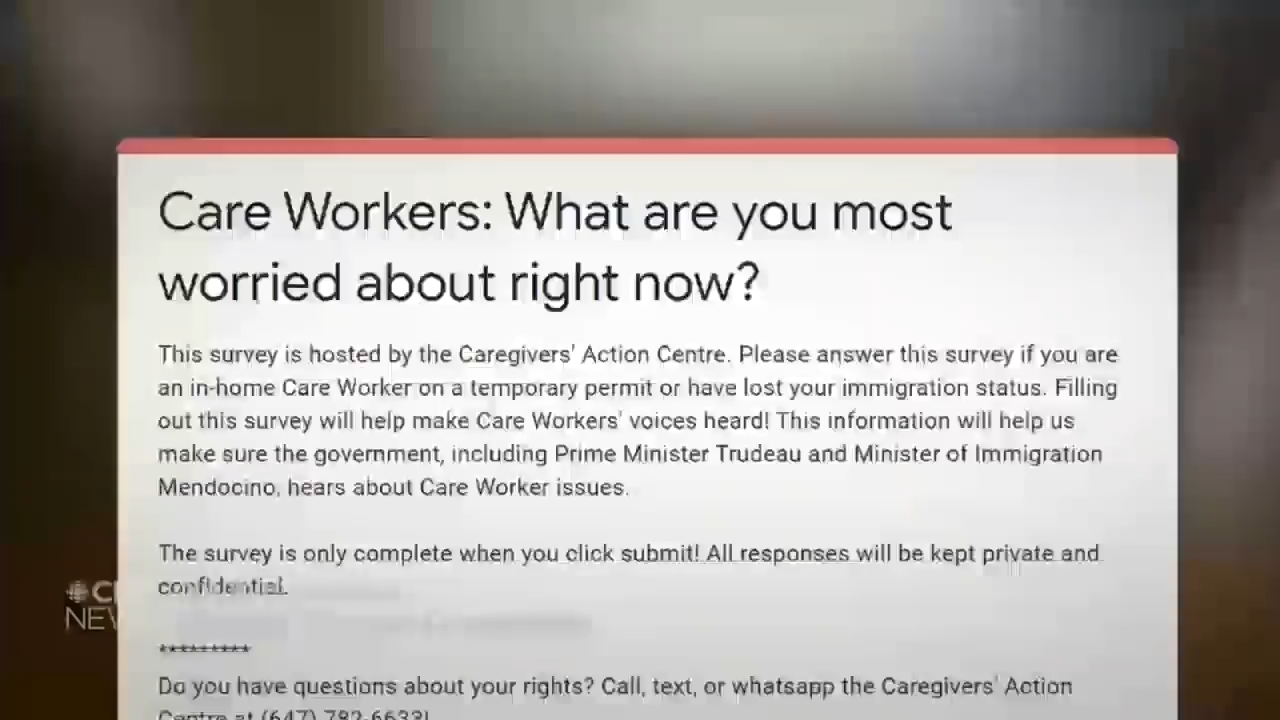 Care Workers: What are you most
worried about right now?
This survey is hosted by the Caregivers' Action Centre. Please answer this survey if you are
an in-home Care Worker on a temporary permit or have lost your immigration status. Filling
out this survey will help make Care Workers' voices heard! This information will help us
make sure the government, including Prime Minister Trudeau and Minister of Immigration
Mendocino, hears about Care Worker issues.
The survey is only complete when you click submit! All responses will be kept private and
confidential.
*********
Do you have questions about your rights? Call, text, or whatsapp the Caregivers' Action
Centre at (647) 782-6633!